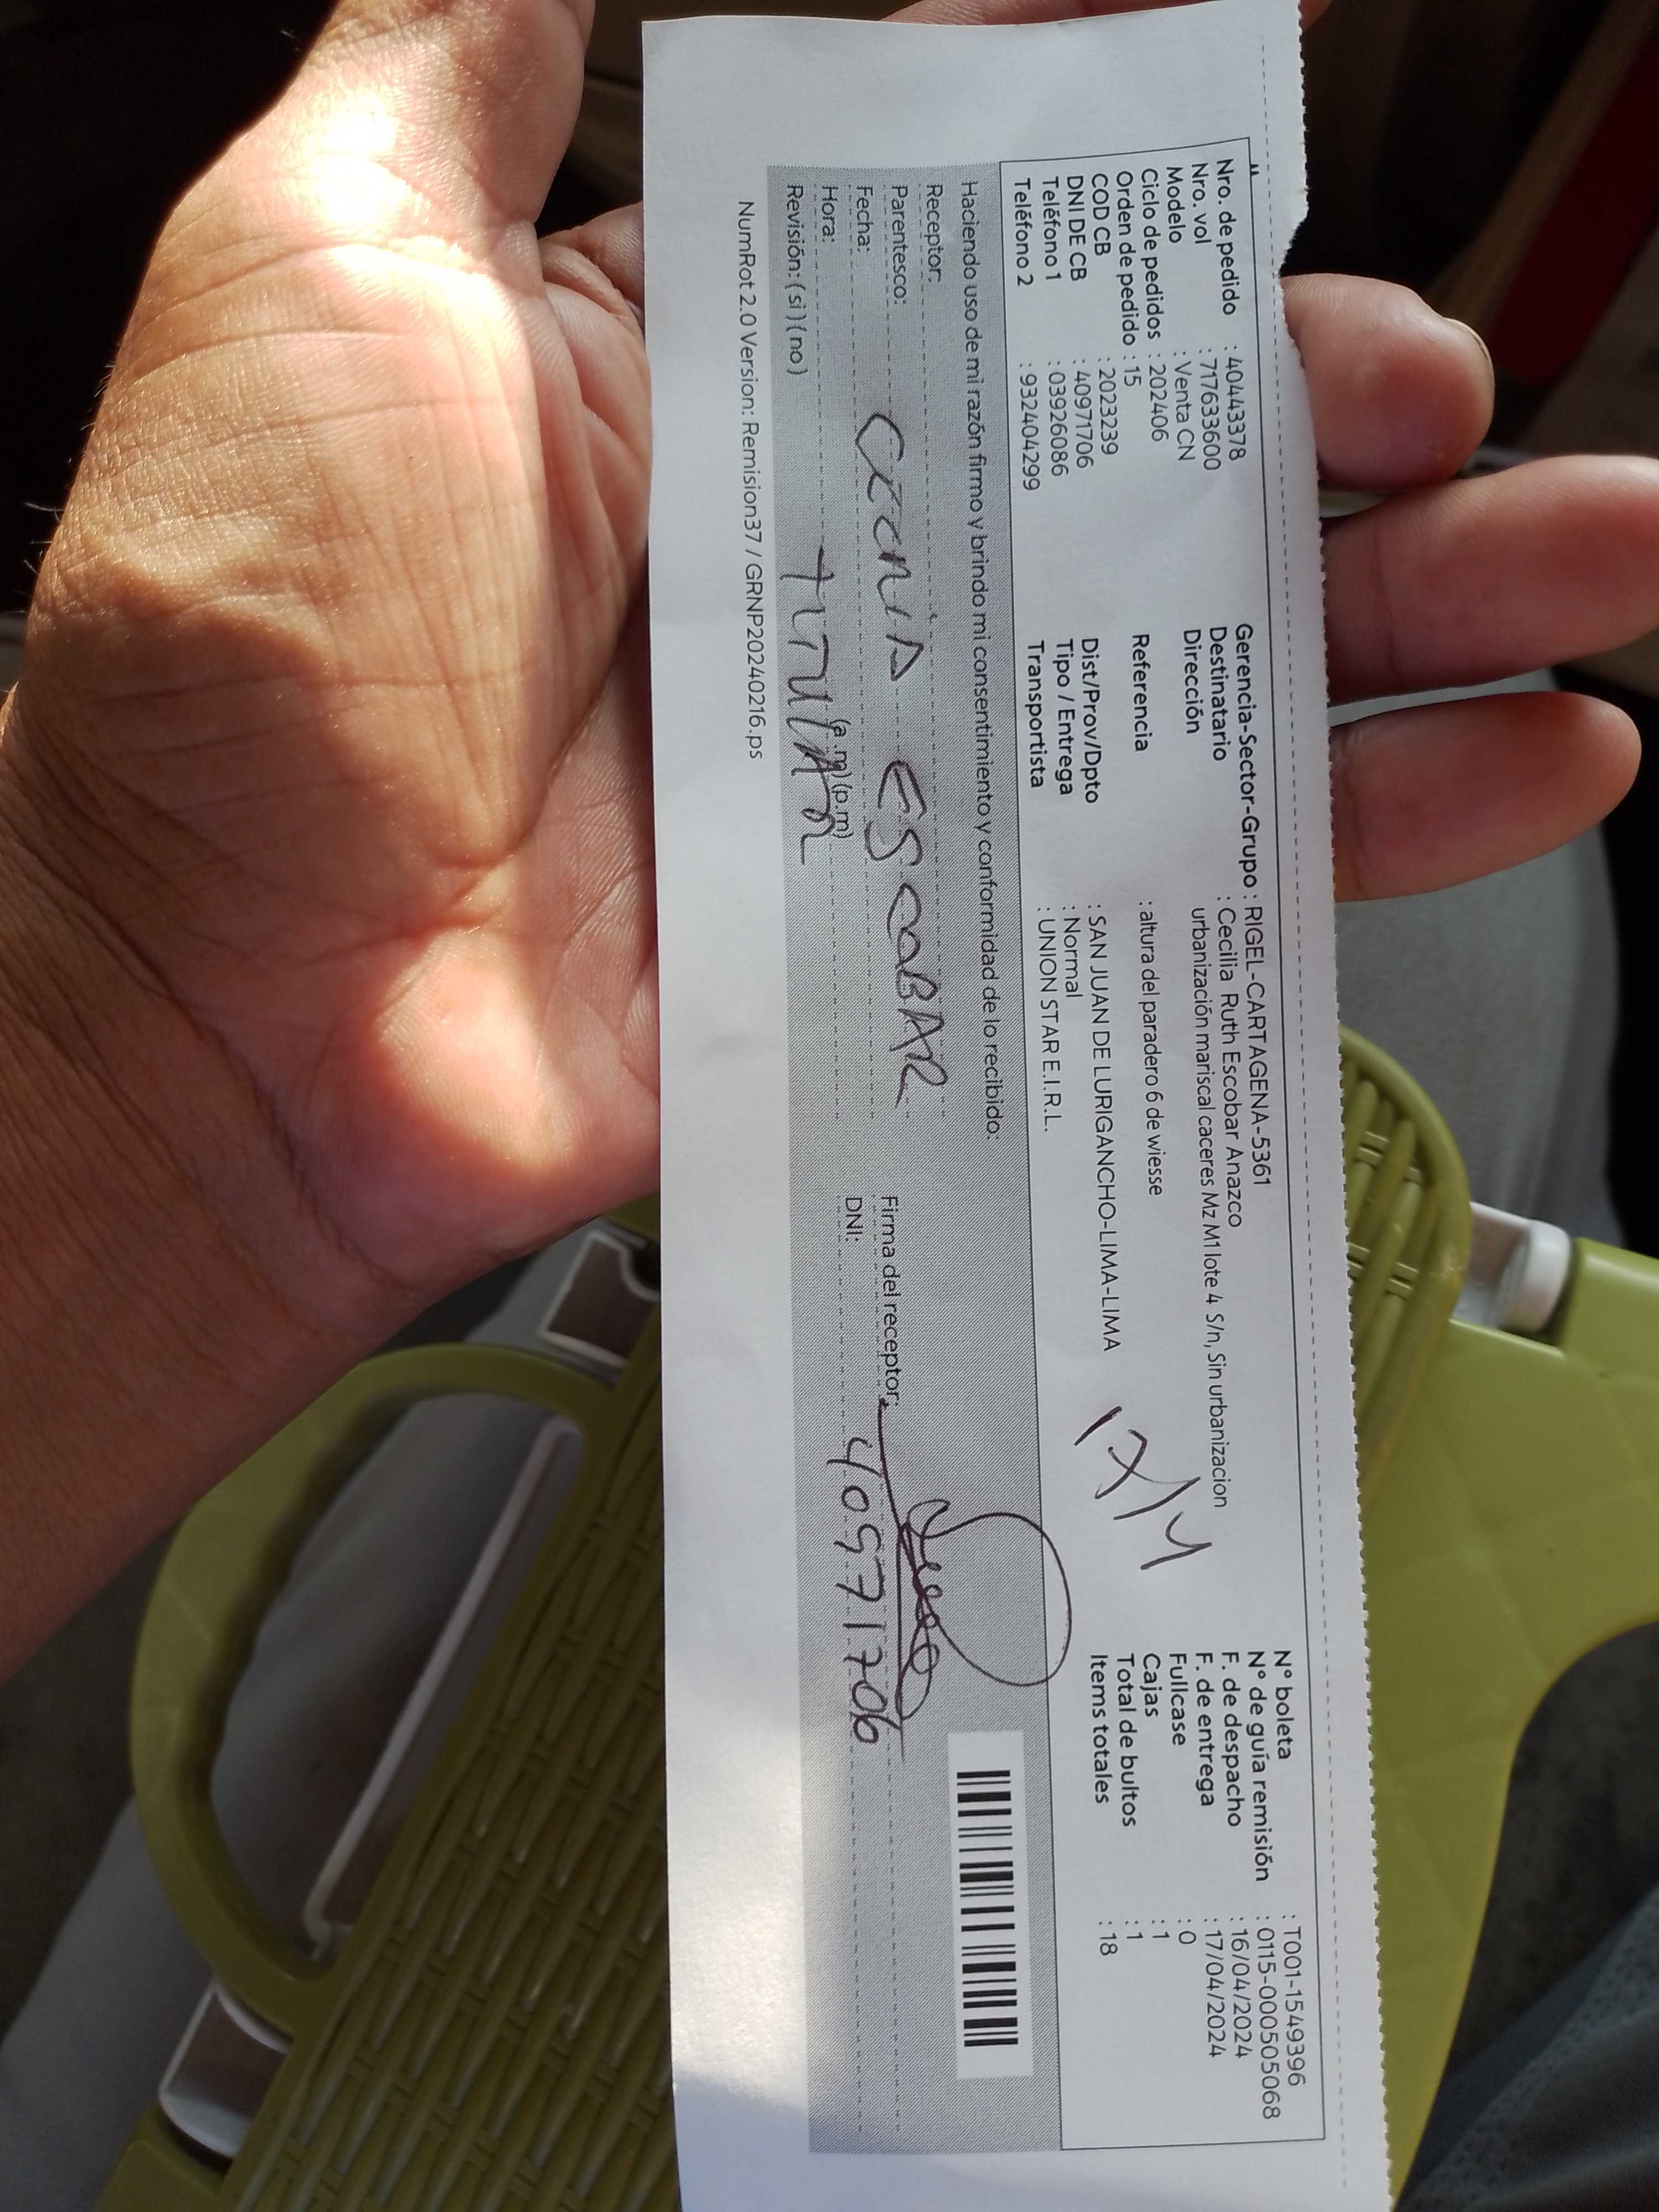 Nro. de pedido : 40443378
Nro. vol : 717633600
Modelo : Venta CN
Ciclo de pedidos : 202406
Orden de pedido : 15
COD CB : 2023239
DNI DE CB : 40971706
Teléfono 1 : 03926086
Teléfono 2 : 932404299
Gerencia-Sector-Grupo : RIGEL-CARTAGENA-5361
Destinatario : Cecilia Ruth Escobar Anazco
Dirección urbanización mariscal caceres Mz M1 lote 4 S/n, Sin urbanizacion
Referencia : altura del paradero 6 de wiesse
Dist/Prov/Dpto : SAN JUAN DE LURIGANCHO-LIMA-LIMA
Tipo / Entrega : Normal
Transportista : UNION STAR E.I.R.L.
17/4
N° boleta : T001-1549396
N° de guía remisión : 0115-000505068
F. de despacho : 16/04/2024
F. de entrega : 17/04/2024
Fullcase : 0
Cajas : 1
Total de bultos : 1
Items totales : 18
Haciendo uso de mi razón firmo y brindo mi consentimiento y conformidad de lo recibido:
Receptor:
Parentesco:
ESCOBAR
Fecha:
Hora: (a.m)(p.m)
TITULAR
Revisión: ( si ) ( no )
Firma del receptor:
DNI: 40971706
NumRot 2.0 Version: Remision37 / GRNP20240216.ps